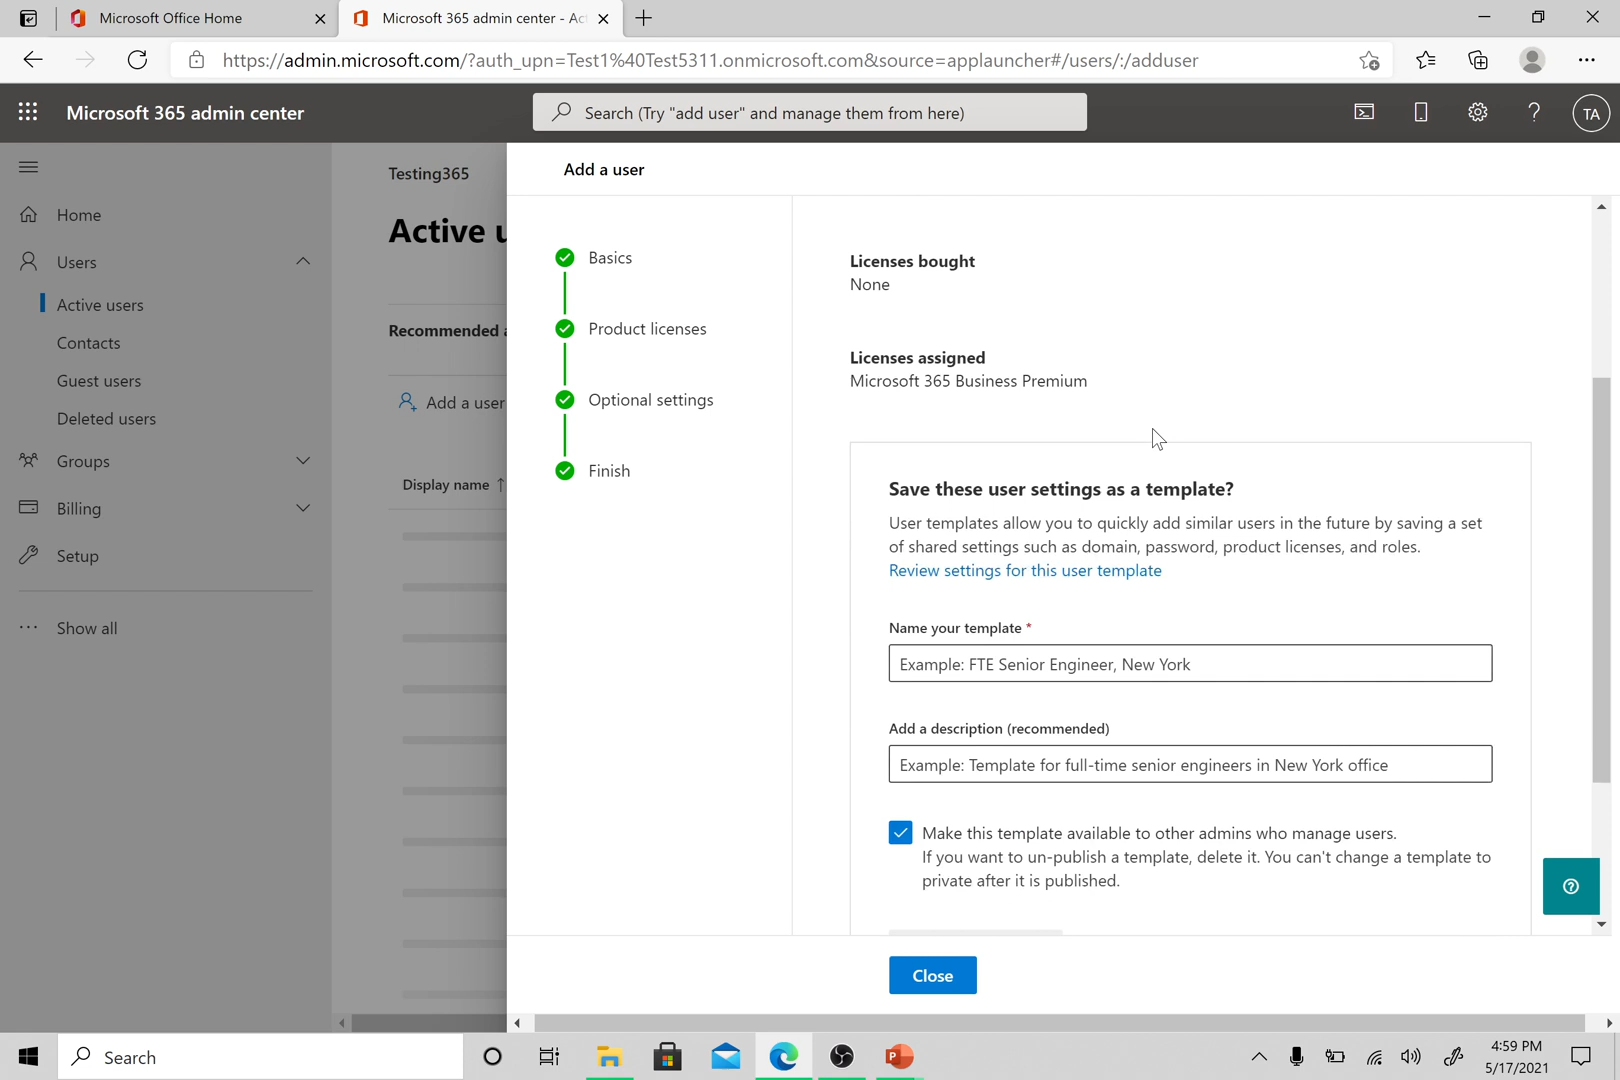 Microsoft Office Home
Microsoft 365 admin center - Ac
https://admin.microsoft.com/?auth_upn=Test1%40Test5311.onmicrosoft.com&source=applauncher#/users/:/adduser
Microsoft 365 admin center
Search (Try "add user" and manage them from here)
TA
Home
Users
Active users
Contacts
Guest users
Deleted users
Groups
Billing
Setup
Show all
Testing365
Active u
Recommended a
Add a user
Display name ↑
Add a user
Basics
Product licenses
Optional settings
Finish
Licenses bought
None
Licenses assigned
Microsoft 365 Business Premium
Save these user settings as a template?
User templates allow you to quickly add similar users in the future by saving a set
of shared settings such as domain, password, product licenses, and roles.
Review settings for this user template
Name your template *
Example: FTE Senior Engineer, New York
Add a description (recommended)
Example: Template for full-time senior engineers in New York office
Make this template available to other admins who manage users.
If you want to un-publish a template, delete it. You can't change a template to
private after it is published.
Close
Search
4:59 PM
5/17/2021